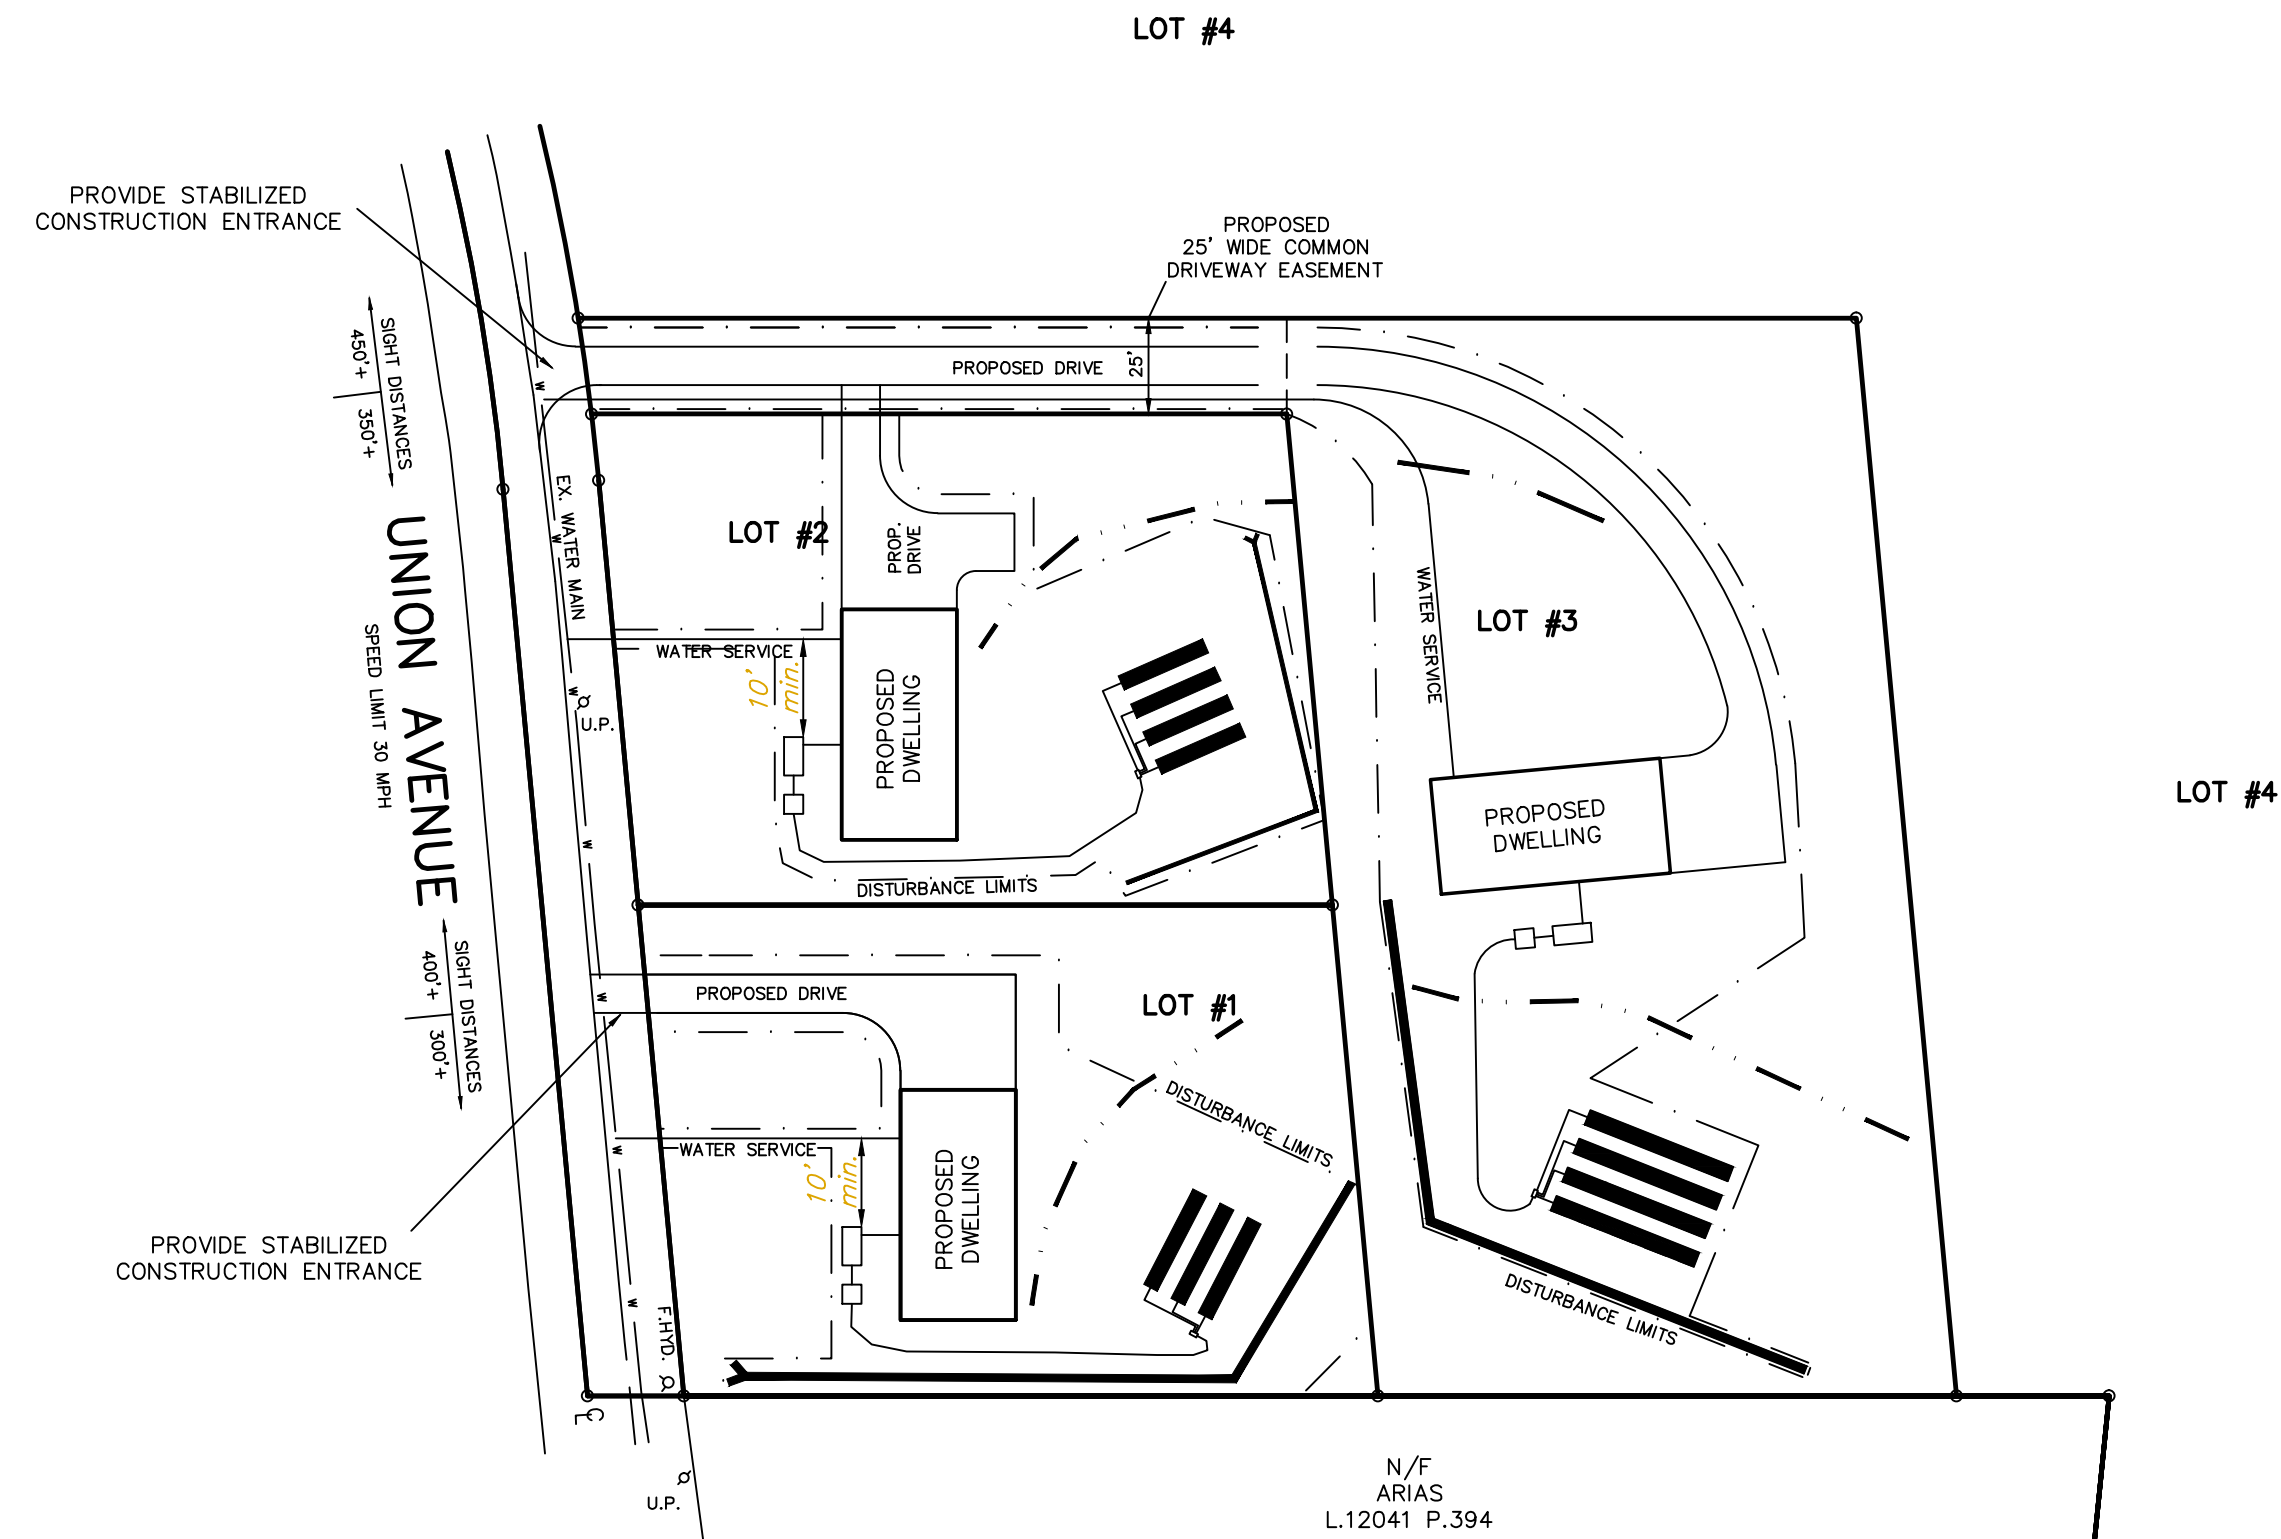 LOT #4
PROVIDE STABILIZED
CONSTRUCTION ENTRANCE
PROPOSED
25' WIDE COMMON
DRIVEWAY EASEMENT
PROPOSED DRIVE
25'
SIGHT DISTANCES
450'+
350'+
W
EX. WATER MAIN
W
LOT #2
PROP.
DRIVE
UNION AVENUE
SPEED LIMIT 30 MPH
WATER SERVICE
LOT #3
WATER SERVICE
10'
min.
W
U.P.
PROPOSED
DWELLING
LOT #4
PROPOSED
DWELLING
W
DISTURBANCE LIMITS
SIGHT DISTANCES
400'+
300'+
W
PROPOSED DRIVE
LOT #1
DISTURBANCE LIMITS
W
WATER SERVICE
10'
min.
PROPOSED
DWELLING
PROVIDE STABILIZED
CONSTRUCTION ENTRANCE
W
F.HYD.
DISTURBANCE LIMITS
CL
U.P.
N/F
ARIAS
L.12041 P.394